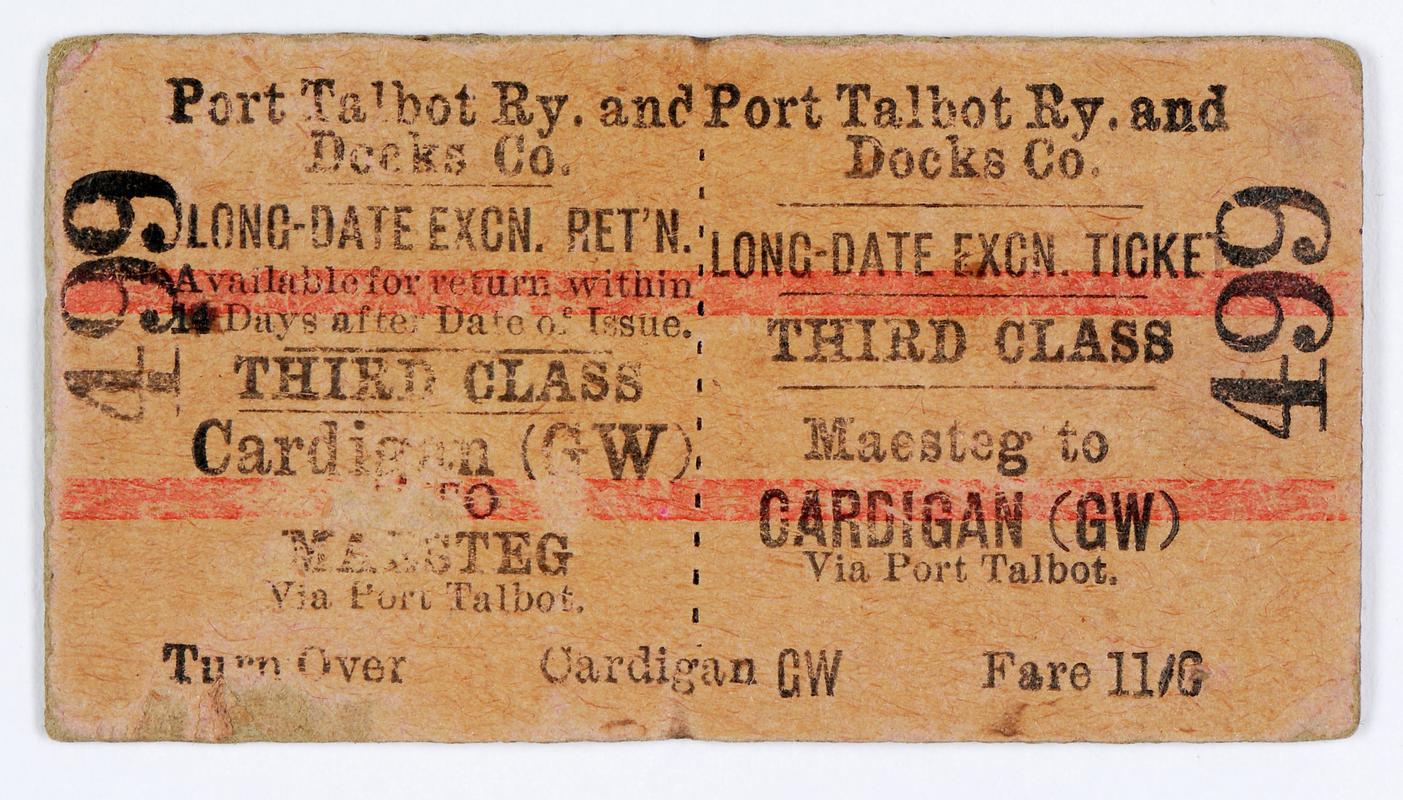 Port Talbot Ry. and
Docks Co.
LONG-DATE EXCN. RET'N.
Available for return within
14 Days after Date of Issue.
THIRD CLASS
Cardigan (GW)
TO
MAESTEG
Via Port Talbot.
499
Port Talbot Ry. and
Docks Co.
LONG-DATE EXCN. TICKET
THIRD CLASS
Maesteg to
CARDIGAN (GW)
Via Port Talbot.
499
Turn Over Cardigan GW Fare 11/6